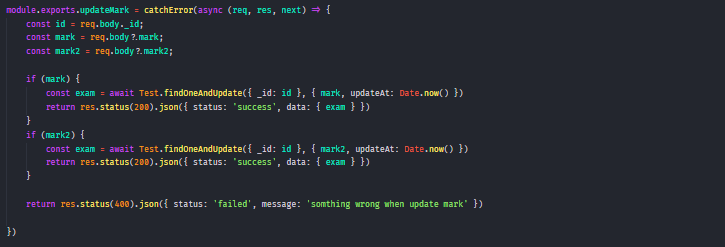 module.exports.updateMark = catchError(async (req, res, next) => {
const id = req.body._id;
const mark = req.body?.mark;
const mark2 = req.body?.mark2;
if (mark) {
const exam = await Test.findOneAndUpdate({ _id: id }, { mark, updateAt: Date.now() })
return res.status(200).json({ status: 'success', data: { exam } })
}
if (mark2) {
const exam = await Test.findOneAndUpdate({ _id: id }, { mark2, updateAt: Date.now() })
return res.status(200).json({ status: 'success', data: { exam } })
}
return res.status(400).json({ status: 'failed', message: 'somthing wrong when update mark' })
})